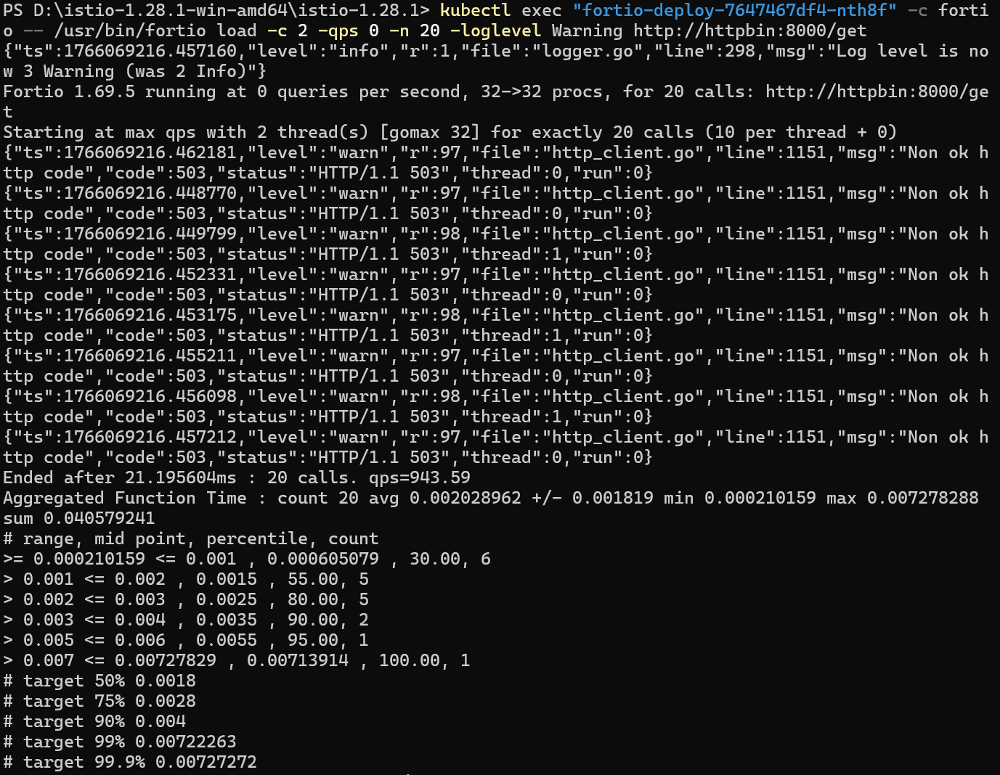 PS D:\istio-1.28.1-win-amd64\istio-1.28.1> kubectl exec "fortio-deploy-7647467df4-nth8f" -c forti
o -- /usr/bin/fortio load -c 2 -qps 0 -n 20 -loglevel Warning http://httpbin:8000/get
{"ts":1766069216.457160,"level":"info","r":1,"file":"logger.go","line":298,"msg":"Log level is no
w 3 Warning (was 2 Info)"}
Fortio 1.69.5 running at 0 queries per second, 32->32 procs, for 20 calls: http://httpbin:8000/ge
t
Starting at max qps with 2 thread(s) [gomax 32] for exactly 20 calls (10 per thread + 0)
{"ts":1766069216.462181,"level":"warn","r":97,"file":"http_client.go","line":1151,"msg":"Non ok h
ttp code","code":503,"status":"HTTP/1.1 503","thread":0,"run":0}
{"ts":1766069216.448770,"level":"warn","r":97,"file":"http_client.go","line":1151,"msg":"Non ok h
ttp code","code":503,"status":"HTTP/1.1 503","thread":0,"run":0}
{"ts":1766069216.449799,"level":"warn","r":98,"file":"http_client.go","line":1151,"msg":"Non ok h
ttp code","code":503,"status":"HTTP/1.1 503","thread":1,"run":0}
{"ts":1766069216.452331,"level":"warn","r":97,"file":"http_client.go","line":1151,"msg":"Non ok h
ttp code","code":503,"status":"HTTP/1.1 503","thread":0,"run":0}
{"ts":1766069216.453175,"level":"warn","r":98,"file":"http_client.go","line":1151,"msg":"Non ok h
ttp code","code":503,"status":"HTTP/1.1 503","thread":1,"run":0}
{"ts":1766069216.455211,"level":"warn","r":97,"file":"http_client.go","line":1151,"msg":"Non ok h
ttp code","code":503,"status":"HTTP/1.1 503","thread":0,"run":0}
{"ts":1766069216.456098,"level":"warn","r":98,"file":"http_client.go","line":1151,"msg":"Non ok h
ttp code","code":503,"status":"HTTP/1.1 503","thread":1,"run":0}
{"ts":1766069216.457212,"level":"warn","r":97,"file":"http_client.go","line":1151,"msg":"Non ok h
ttp code","code":503,"status":"HTTP/1.1 503","thread":0,"run":0}
Ended after 21.195604ms : 20 calls. qps=943.59
Aggregated Function Time : count 20 avg 0.002028962 +/- 0.001819 min 0.000210159 max 0.007278288
sum 0.040579241
# range, mid point, percentile, count
>= 0.000210159 <= 0.001 , 0.000605079 , 30.00, 6
> 0.001 <= 0.002 , 0.0015 , 55.00, 5
> 0.002 <= 0.003 , 0.0025 , 80.00, 5
> 0.003 <= 0.004 , 0.0035 , 90.00, 2
> 0.005 <= 0.006 , 0.0055 , 95.00, 1
> 0.007 <= 0.00727829 , 0.00713914 , 100.00, 1
# target 50% 0.0018
# target 75% 0.0028
# target 90% 0.004
# target 99% 0.00722263
# target 99.9% 0.00727272